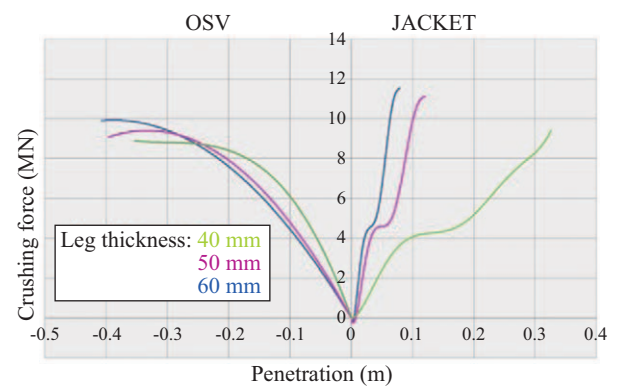 OSV JACKET
14
12
10
8
6
4
2
0
Crushing force (MN)
Leg thickness: 40 mm
50 mm
60 mm
-0.5 -0.4 -0.3 -0.2 -0.1 0 0.1 0.2 0.3 0.4
Penetration (m)